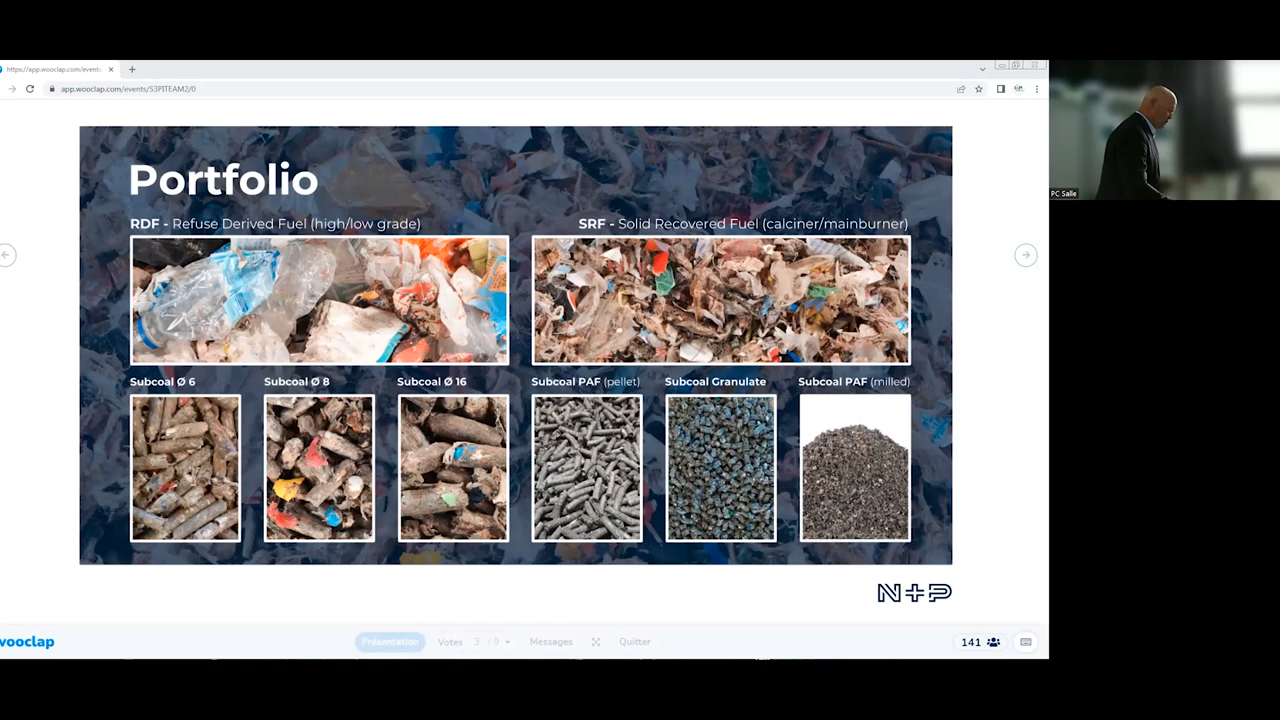 https://app.wooclap.com/events
app.wooclap.com/events/S3PITEAM2/0
PC Salle
Portfolio
RDF - Refuse Derived Fuel (high/low grade)
SRF - Solid Recovered Fuel (calciner/mainburner)
Subcoal Ø 6
Subcoal Ø 8
Subcoal Ø 16
Subcoal PAF (pellet)
Subcoal Granulate
Subcoal PAF (milled)
N+P
wooclap
Présentation
Votes 3 / 9
Messages
Quitter
141